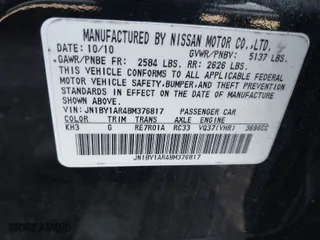 MANUFACTURED BY NISSAN MOTOR CO.,LTD.
DATE: 10/10 GVWR/PNBV: 5137 LBS.
GAWR/PNBE FR: 2584 LBS. RR: 2626 LBS.
THIS VEHICLE CONFORMS TO ALL APPLICABLE FEDERAL
MOTOR VEHICLE SAFETY, BUMPER, AND THEFT PREVENTION
STANDARDS IN EFFECT ON THE DATE OF MANUFACTURE
SHOWN ABOVE.
VIN: JN1BY1AR4BM376817 PASSENGER CAR
COLOR TRIM TRANS AXLE ENGINE
KH3 G RE7R01A RC33 VQ37(VHR) 3696CC
JN1BY1AR4BM376817